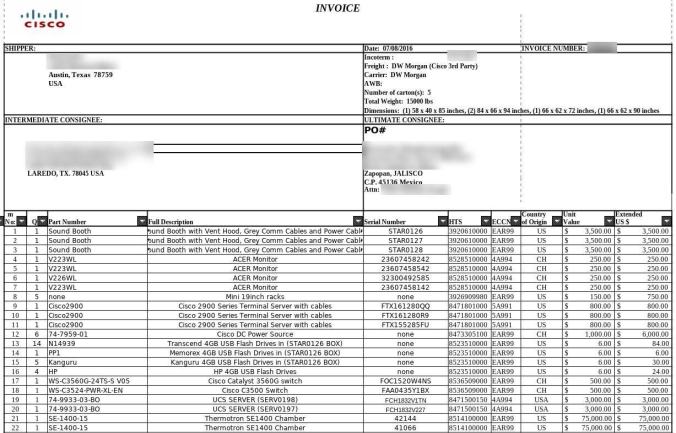 INVOICE
CISCO
SHIPPER: Date: 07/08/2016 INVOICE NUMBER:
Incoterm :
Freight : DW Morgan (Cisco 3rd Party)
Austin, Texas 78759 Carrier: DW Morgan
USA AWB:
Number of carton(s): 5
Total Weight: 15000 lbs
Dimensions: (1) 58 x 40 x 85 inches, (2) 84 x 66 x 94 inches, (1) 66 x 62 x 72 inches, (1) 66 x 62 x 90 inches
INTERMEDIATE CONSIGNEE: ULTIMATE CONSIGNEE:
PO#
LAREDO, TX. 78045 USA Zapopan, JALISCO
C.P. 45136 Mexico
Attn:
m No: Q Part Number Full Description Serial Number HTS ECCN Country of Origin Unit Value Extended US $
1 1 Sound Booth ound Booth with Vent Hood, Grey Comm Cables and Power Cabl STAR0126 3920610000 EAR99 US $ 3,500.00 $ 3,500.00
2 1 Sound Booth ound Booth with Vent Hood, Grey Comm Cables and Power Cabl STAR0127 3920610000 EAR99 US $ 3,500.00 $ 3,500.00
3 1 Sound Booth ound Booth with Vent Hood, Grey Comm Cables and Power Cabl STAR0128 3920610000 EAR99 US $ 3,500.00 $ 3,500.00
4 1 V223WL ACER Monitor 23607458242 8528510000 4A994 CH $ 250.00 $ 250.00
5 1 V223WL ACER Monitor 23607458542 8528510000 4A994 CH $ 250.00 $ 250.00
6 1 V226WL ACER Monitor 32300492585 8528510000 4A994 CH $ 250.00 $ 250.00
7 1 V223WL ACER Monitor 23607458142 8528510000 4A994 CH $ 250.00 $ 250.00
8 5 none Mini 19inch racks none 3926909980 EAR99 US $ 150.00 $ 750.00
9 1 Cisco2900 Cisco 2900 Series Terminal Server with cables FTX161280QQ 8471801000 5A991 US $ 800.00 $ 800.00
10 1 Cisco2900 Cisco 2900 Series Terminal Server with cables FTX161280R9 8471801000 5A991 US $ 800.00 $ 800.00
11 1 Cisco2900 Cisco 2900 Series Terminal Server with cables FTX155285FU 8471801000 5A991 US $ 800.00 $ 800.00
12 6 74-7959-01 Cisco DC Power Source none 8473305100 EAR99 CH $ 1,000.00 $ 6,000.00
13 14 N14939 Transcend 4GB USB Flash Drives in (STAR0126 BOX) none 8523510000 EAR99 US $ 6.00 $ 84.00
14 1 PP1 Memorex 4GB USB Flash Drives in (STAR0126 BOX) none 8523510000 EAR99 US $ 6.00 $ 6.00
15 5 Kanguru Kanguru 4GB USB Flash Drives in (STAR0126 BOX) none 8523510000 EAR99 US $ 6.00 $ 30.00
16 4 HP HP 4GB USB Flash Drives none 8523510000 EAR99 US $ 6.00 $ 24.00
17 1 WS-C3560G-24TS-S V05 Cisco Catalyst 3560G switch FOC1520W4NS 8536509000 EAR99 CH $ 500.00 $ 500.00
18 1 WS-C3524-PWR-XL-EN Cisco C3500 Switch FAA0435Y1BX 8536509000 EAR99 CH $ 500.00 $ 500.00
19 1 74-9933-03-BO UCS SERVER (SERV0198) FCH1832V1TN 8471500150 4A994 USA $ 3,000.00 $ 3,000.00
20 1 74-9933-03-BO UCS SERVER (SERV0197) FCH1832V227 8471500150 4A994 USA $ 3,000.00 $ 3,000.00
21 1 SE-1400-15 Thermotron SE1400 Chamber 42144 8514100000 EAR99 US $ 75,000.00 $ 75,000.00
22 1 SE-1400-15 Thermotron SE1400 Chamber 41066 8514100000 EAR99 US $ 75,000.00 $ 75,000.00